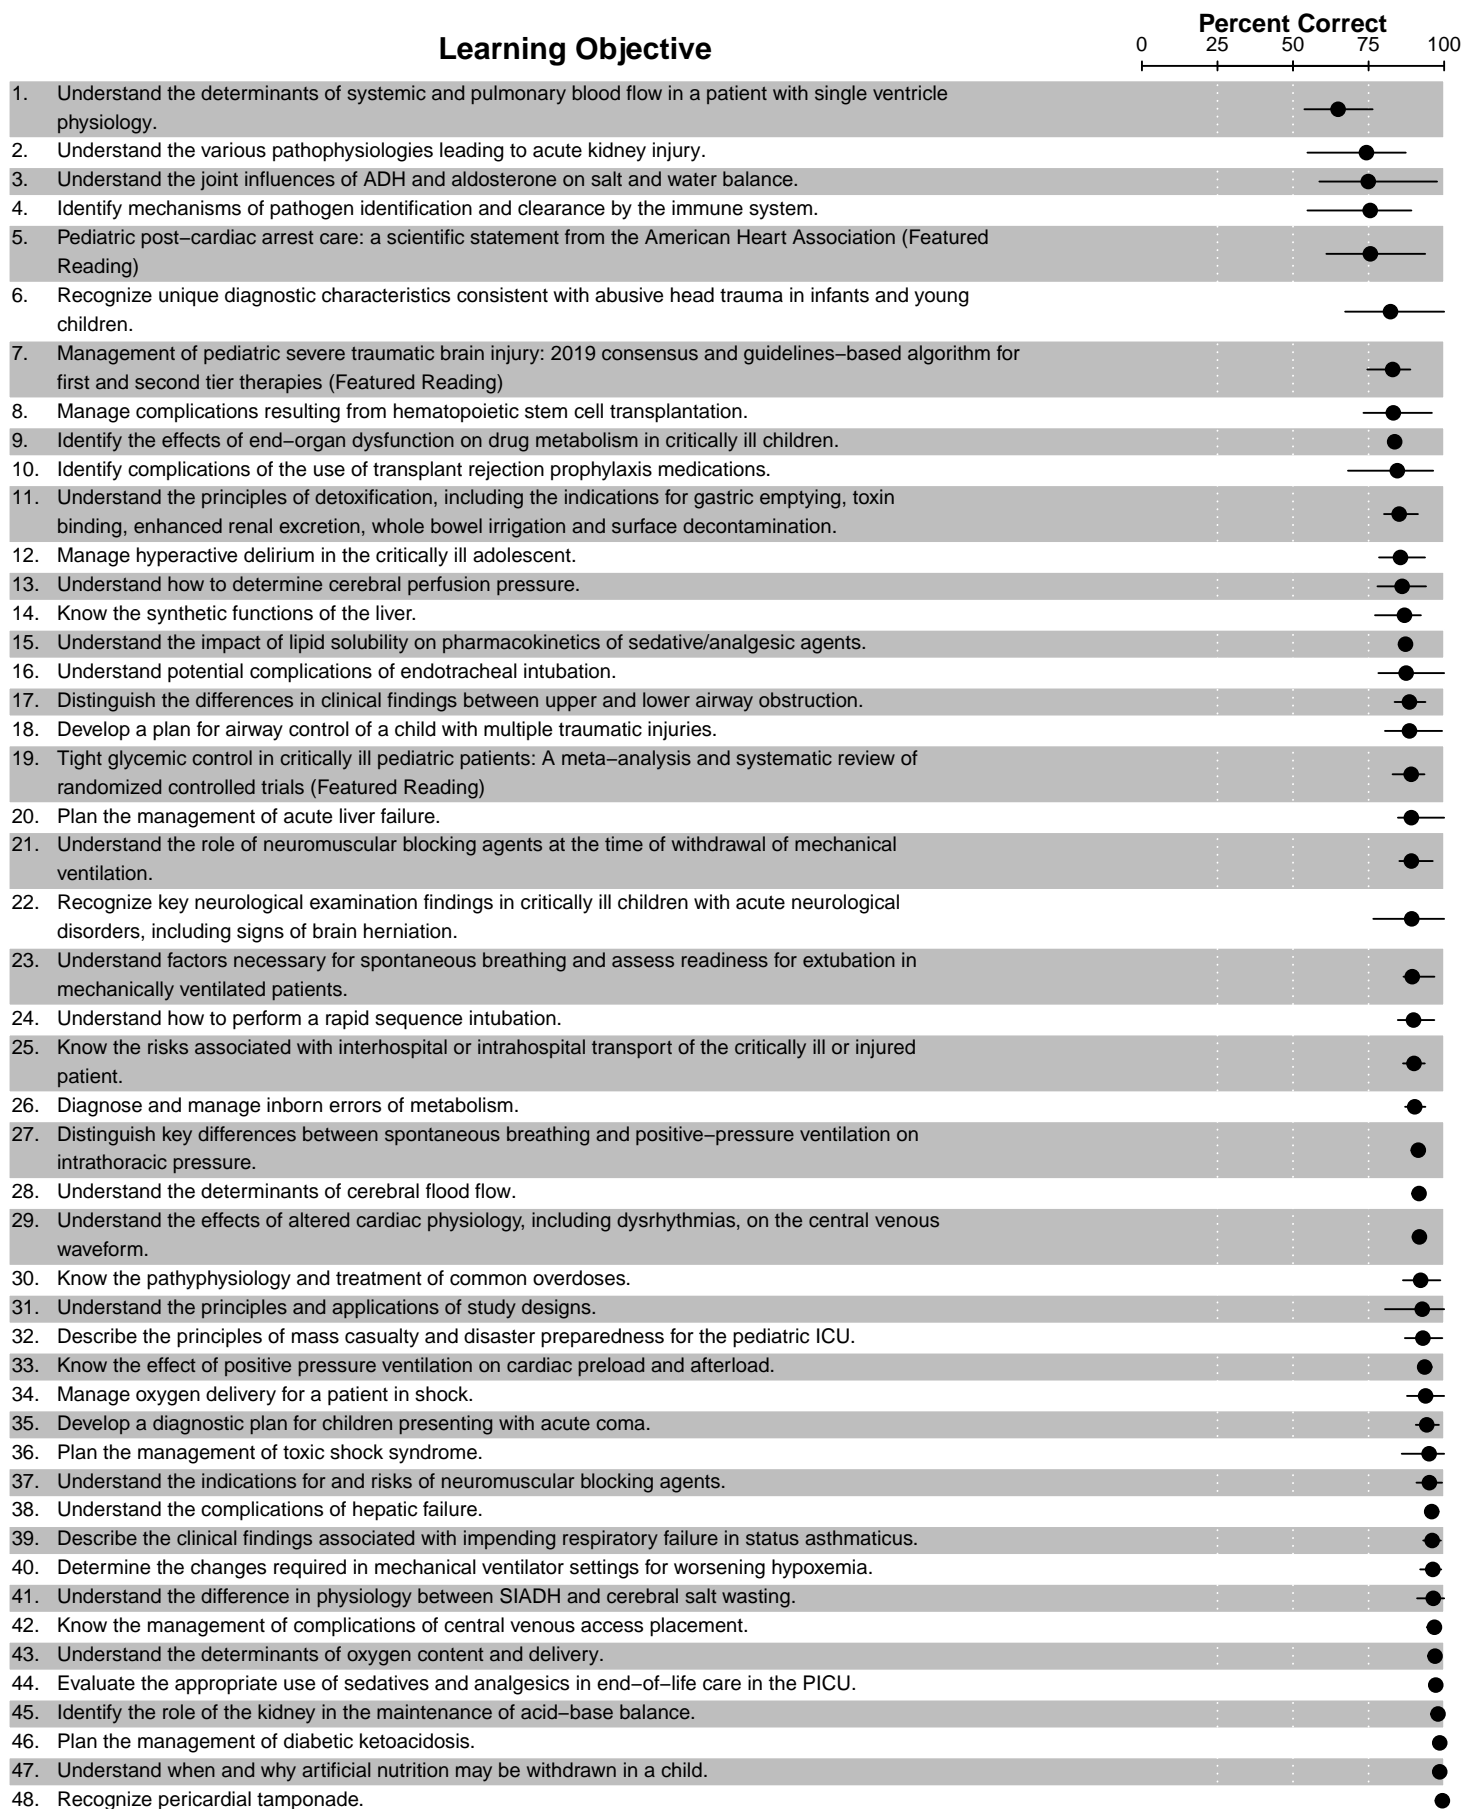 Percent Correct
Learning Objective
0 25 50 75 100
1. Understand the determinants of systemic and pulmonary blood flow in a patient with single ventricle
physiology.
2. Understand the various pathophysiologies leading to acute kidney injury.
3. Understand the joint influences of ADH and aldosterone on salt and water balance.
4. Identify mechanisms of pathogen identification and clearance by the immune system.
5. Pediatric post−cardiac arrest care: a scientific statement from the American Heart Association (Featured
Reading)
6. Recognize unique diagnostic characteristics consistent with abusive head trauma in infants and young
children.
7. Management of pediatric severe traumatic brain injury: 2019 consensus and guidelines−based algorithm for
first and second tier therapies (Featured Reading)
8. Manage complications resulting from hematopoietic stem cell transplantation.
9. Identify the effects of end−organ dysfunction on drug metabolism in critically ill children.
10. Identify complications of the use of transplant rejection prophylaxis medications.
11. Understand the principles of detoxification, including the indications for gastric emptying, toxin
binding, enhanced renal excretion, whole bowel irrigation and surface decontamination.
12. Manage hyperactive delirium in the critically ill adolescent.
13. Understand how to determine cerebral perfusion pressure.
14. Know the synthetic functions of the liver.
15. Understand the impact of lipid solubility on pharmacokinetics of sedative/analgesic agents.
16. Understand potential complications of endotracheal intubation.
17. Distinguish the differences in clinical findings between upper and lower airway obstruction.
18. Develop a plan for airway control of a child with multiple traumatic injuries.
19. Tight glycemic control in critically ill pediatric patients: A meta−analysis and systematic review of
randomized controlled trials (Featured Reading)
20. Plan the management of acute liver failure.
21. Understand the role of neuromuscular blocking agents at the time of withdrawal of mechanical
ventilation.
22. Recognize key neurological examination findings in critically ill children with acute neurological
disorders, including signs of brain herniation.
23. Understand factors necessary for spontaneous breathing and assess readiness for extubation in
mechanically ventilated patients.
24. Understand how to perform a rapid sequence intubation.
25. Know the risks associated with interhospital or intrahospital transport of the critically ill or injured
patient.
26. Diagnose and manage inborn errors of metabolism.
27. Distinguish key differences between spontaneous breathing and positive−pressure ventilation on
intrathoracic pressure.
28. Understand the determinants of cerebral flood flow.
29. Understand the effects of altered cardiac physiology, including dysrhythmias, on the central venous
waveform.
30. Know the pathyphysiology and treatment of common overdoses.
31. Understand the principles and applications of study designs.
32. Describe the principles of mass casualty and disaster preparedness for the pediatric ICU.
33. Know the effect of positive pressure ventilation on cardiac preload and afterload.
34. Manage oxygen delivery for a patient in shock.
35. Develop a diagnostic plan for children presenting with acute coma.
36. Plan the management of toxic shock syndrome.
37. Understand the indications for and risks of neuromuscular blocking agents.
38. Understand the complications of hepatic failure.
39. Describe the clinical findings associated with impending respiratory failure in status asthmaticus.
40. Determine the changes required in mechanical ventilator settings for worsening hypoxemia.
41. Understand the difference in physiology between SIADH and cerebral salt wasting.
42. Know the management of complications of central venous access placement.
43. Understand the determinants of oxygen content and delivery.
44. Evaluate the appropriate use of sedatives and analgesics in end−of−life care in the PICU.
45. Identify the role of the kidney in the maintenance of acid−base balance.
46. Plan the management of diabetic ketoacidosis.
47. Understand when and why artificial nutrition may be withdrawn in a child.
48. Recognize pericardial tamponade.